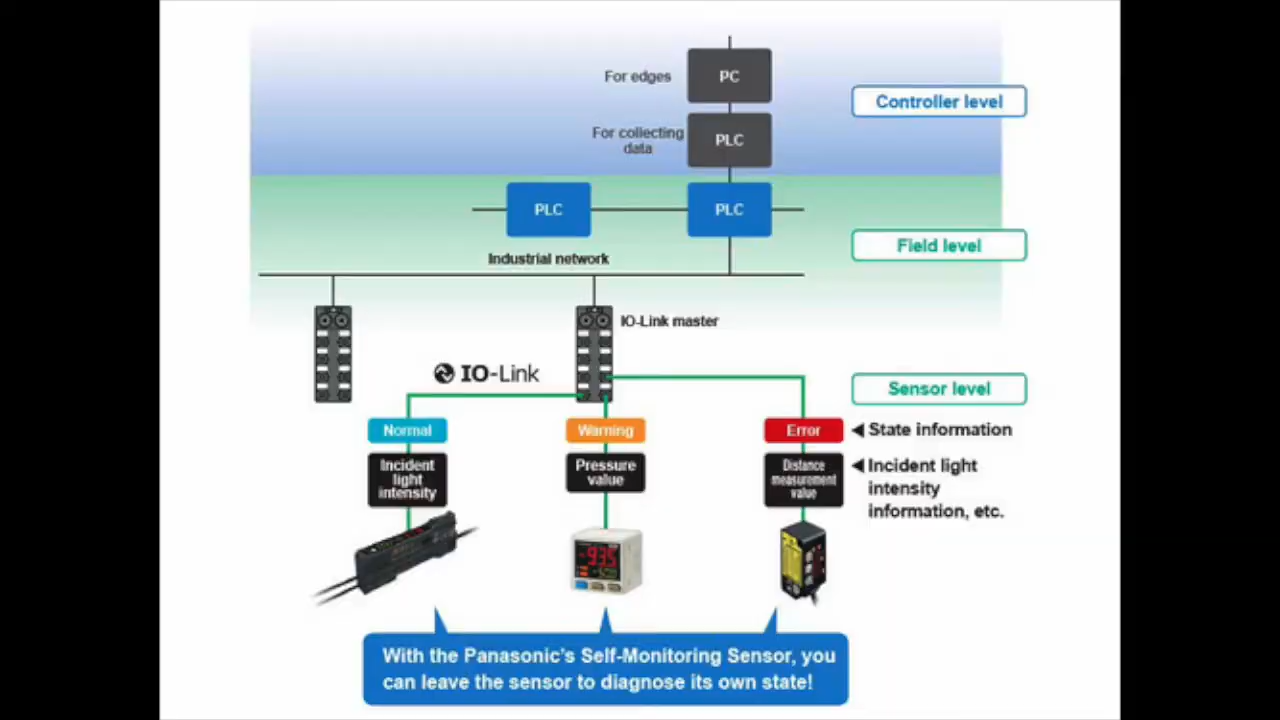 For edges
PC
Controller level
For collecting
data
PLC
PLC
PLC
Field level
Industrial network
IO-Link master
IO-Link
Sensor level
Normal
Warning
Error
State information
Incident
light
intensity
Pressure
value
Distance
measurement
value
Incident light
intensity
information, etc.
-935
With the Panasonic's Self-Monitoring Sensor, you
can leave the sensor to diagnose its own state!